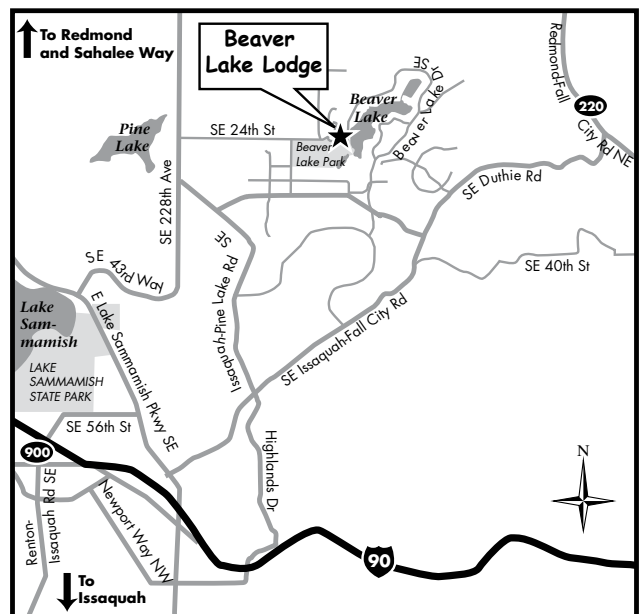 To Redmond
and Sahalee Way
Beaver
Lake Lodge
Redmond-Fall
City Rd NE
220
Beaver Lake Dr SE
SE
Beaver
Lake
Pine
Lake
SE 24th St
Beaver
Lake Park
SE 228th Ave
SE Duthie Rd
SE 43rd Way
Issaquah-Pine Lake Rd
SE
SE 40th St
E Lake Sammamish Pkwy SE
Lake
Sam-
mamish
LAKE
SAMMAMISH
STATE PARK
SE Issaquah-Fall City Rd
SE 56th St
900
Highlands Dr
N
Renton-
Issaquah Rd SE
Newport Way NW
90
To
Issaquah